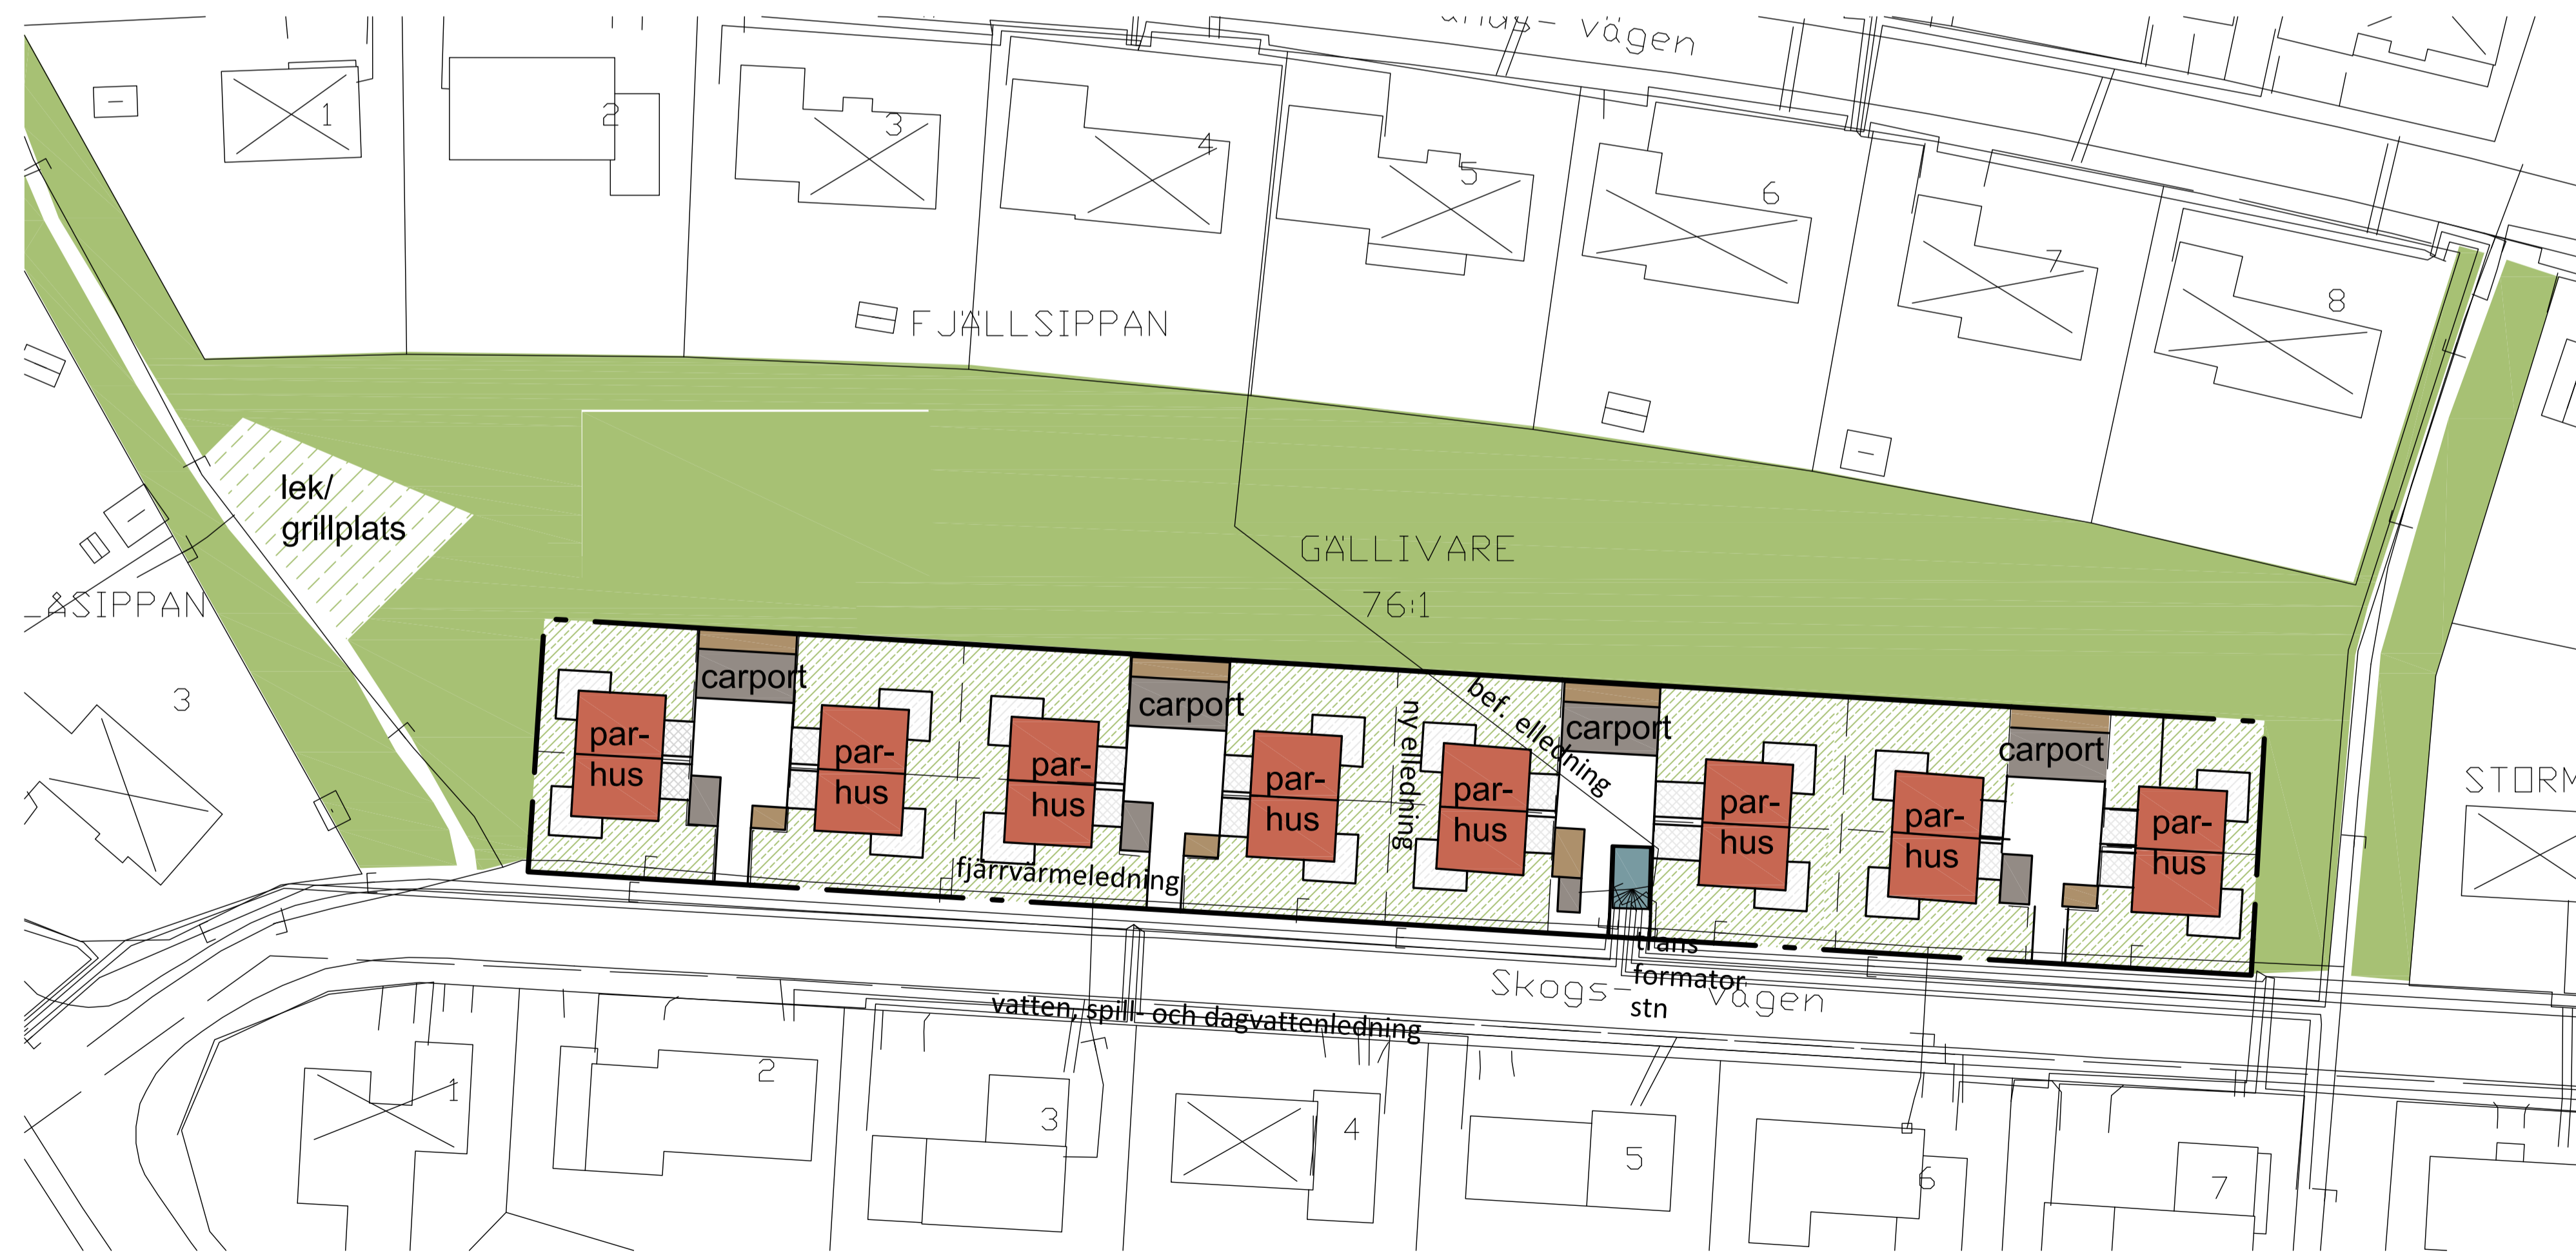 vägen
1
2
3
4
5
6
7
8
FJÄLLSIPPAN
lek/
grillplats
GÄLLIVARE
76:1
ÅSIPPAN
3
carport
carport
carport
carport
par-
hus
par-
hus
par-
hus
par-
hus
par-
hus
par-
hus
par-
hus
par-
hus
ny elledning
bef. elledning
STORM
fjärrvärmeledning
trans
formator
stn
Skogs- vägen
vatten, spill- och dagvattenledning
1
2
3
4
5
6
7